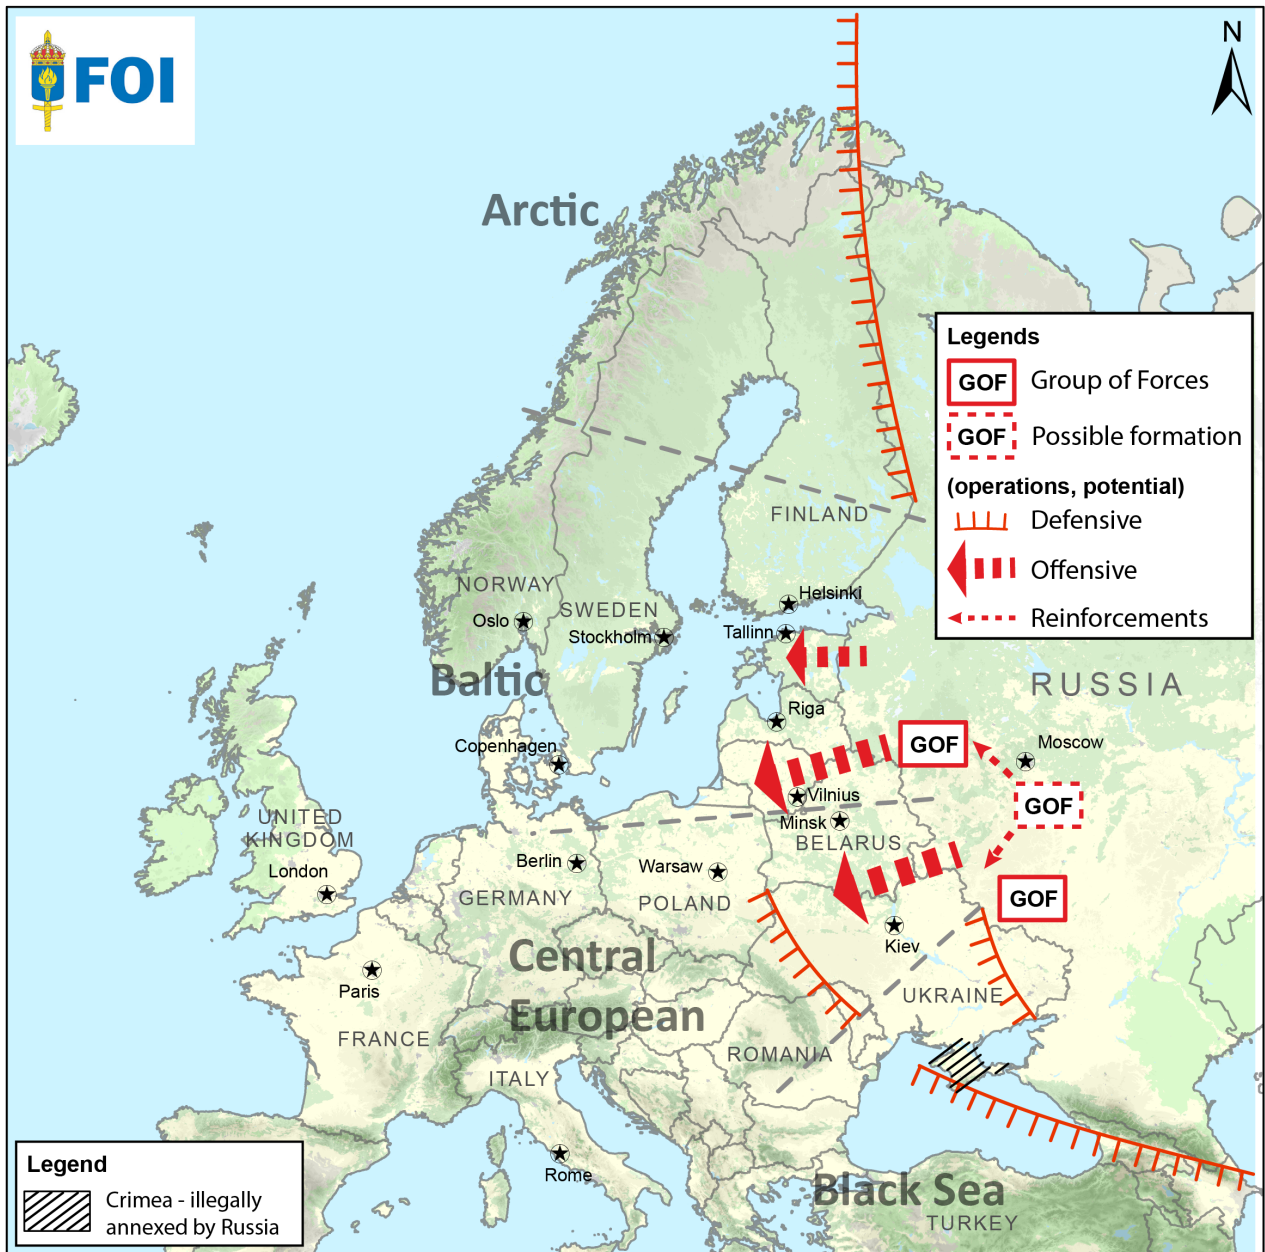 FOI
N
Arctic
Legends
GOF Group of Forces
GOF Possible formation
(operations, potential)
Defensive
Offensive
Reinforcements
FINLAND
NORWAY
SWEDEN
Helsinki
Oslo
Stockholm
Tallinn
Baltic
RUSSIA
Riga
Copenhagen
GOF
Moscow
Vilnius
GOF
UNITED
KINGDOM
Minsk
BELARUS
London
Berlin
Warsaw
GERMANY
POLAND
GOF
Kiev
Central
European
Paris
UKRAINE
FRANCE
ROMANIA
ITALY
Rome
Black Sea
TURKEY
Legend
Crimea - illegally
annexed by Russia